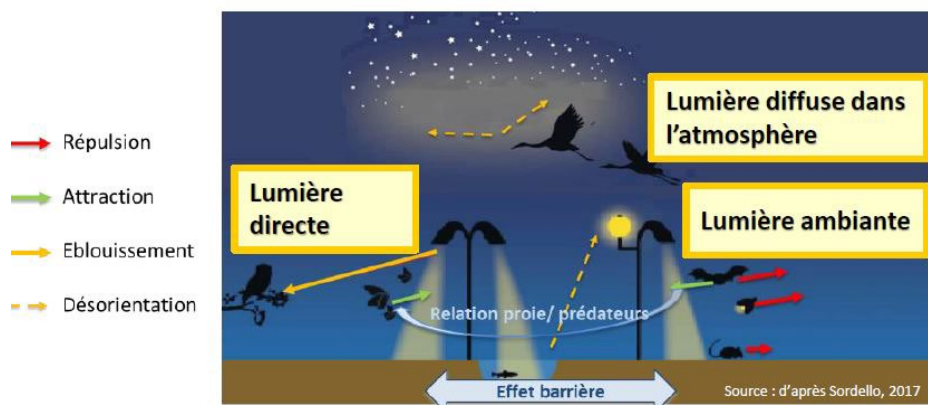 Répulsion
Attraction
Eblouissement
Désorientation
Lumière diffuse dans
l'atmosphère
Lumière
directe
Lumière ambiante
Relation proie/ prédateurs
Effet barrière
Source : d'après Sordello, 2017